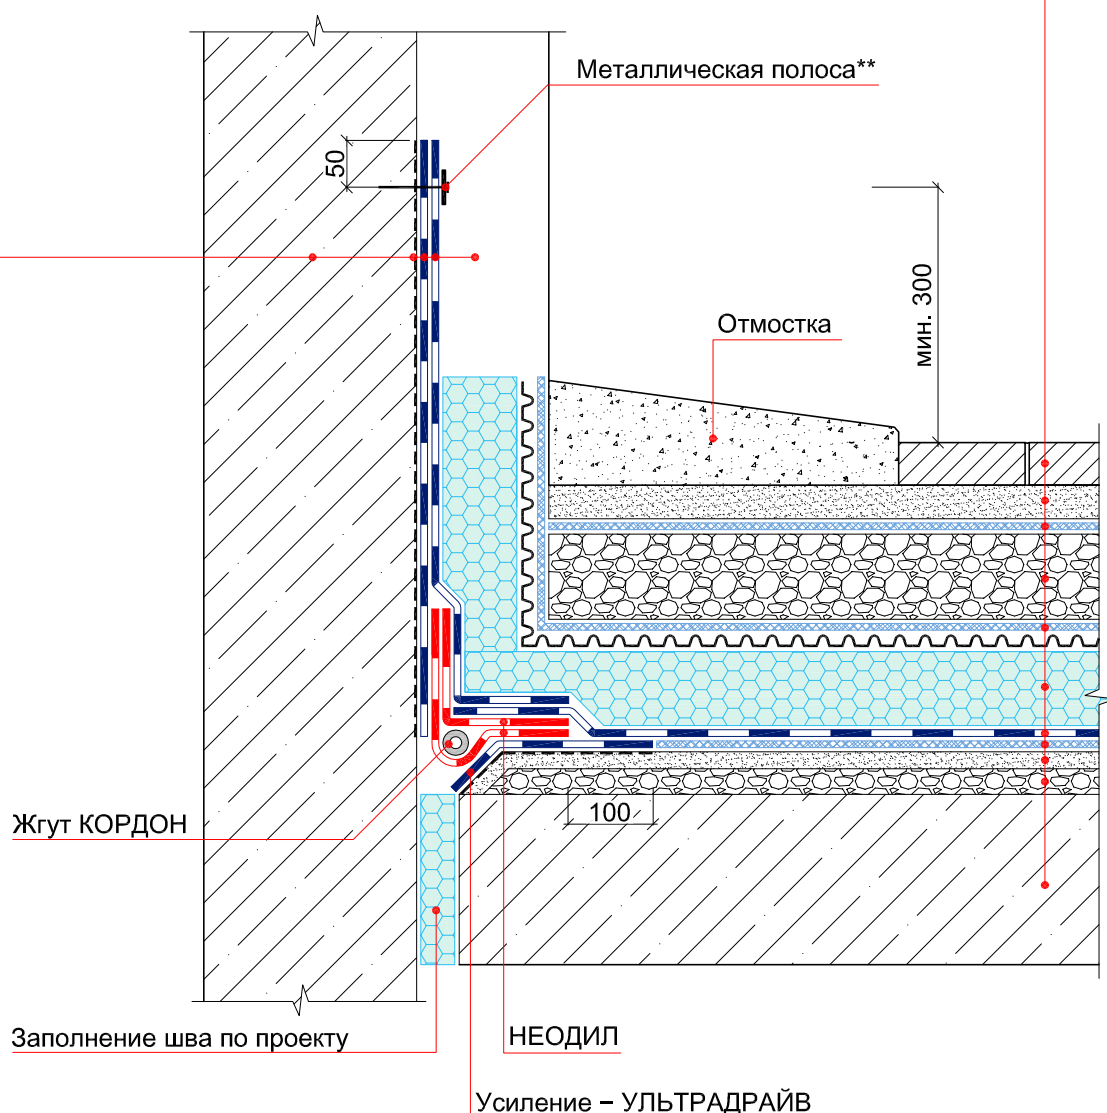 Металлическая полоса**
50
мин. 300
Отмостка
100
Жгут КОРДОН
Заполнение шва по проекту
НЕОДИЛ
Усиление – УЛЬТРАДРАЙВ